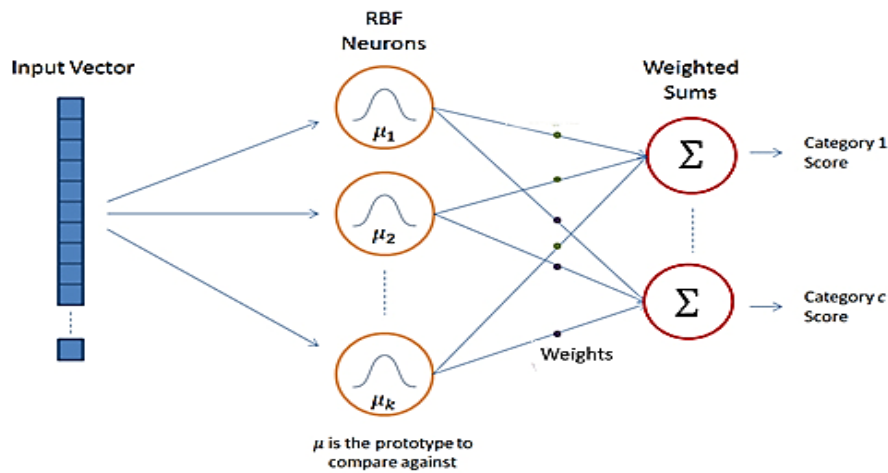 RBF
Neurons
Input Vector
Weighted
Sums
μ1
Σ
Category 1
Score
μ2
Σ
Category c
Score
Weights
μk
μ is the prototype to
compare against